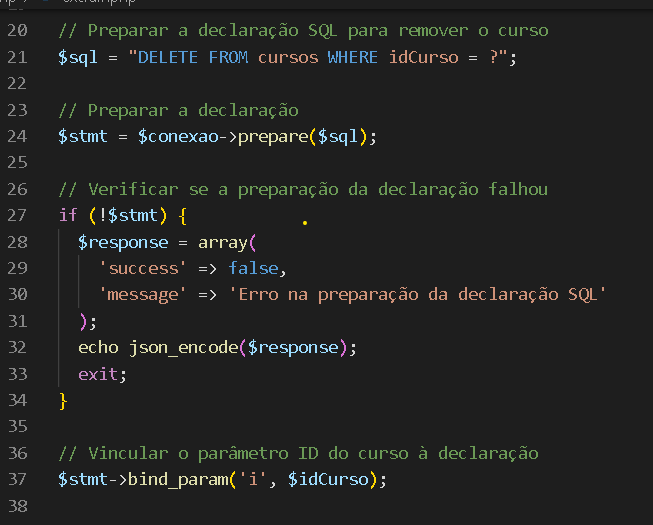 20 // Preparar a declaração SQL para remover o curso
21 $sql = "DELETE FROM cursos WHERE idCurso = ?";
22
23 // Preparar a declaração
24 $stmt = $conexao->prepare($sql);
25
26 // Verificar se a preparação da declaração falhou
27 if (!$stmt) {
28 $response = array(
29 'success' => false,
30 'message' => 'Erro na preparação da declaração SQL'
31 );
32 echo json_encode($response);
33 exit;
34 }
35
36 // Vincular o parâmetro ID do curso à declaração
37 $stmt->bind_param('i', $idCurso);
38